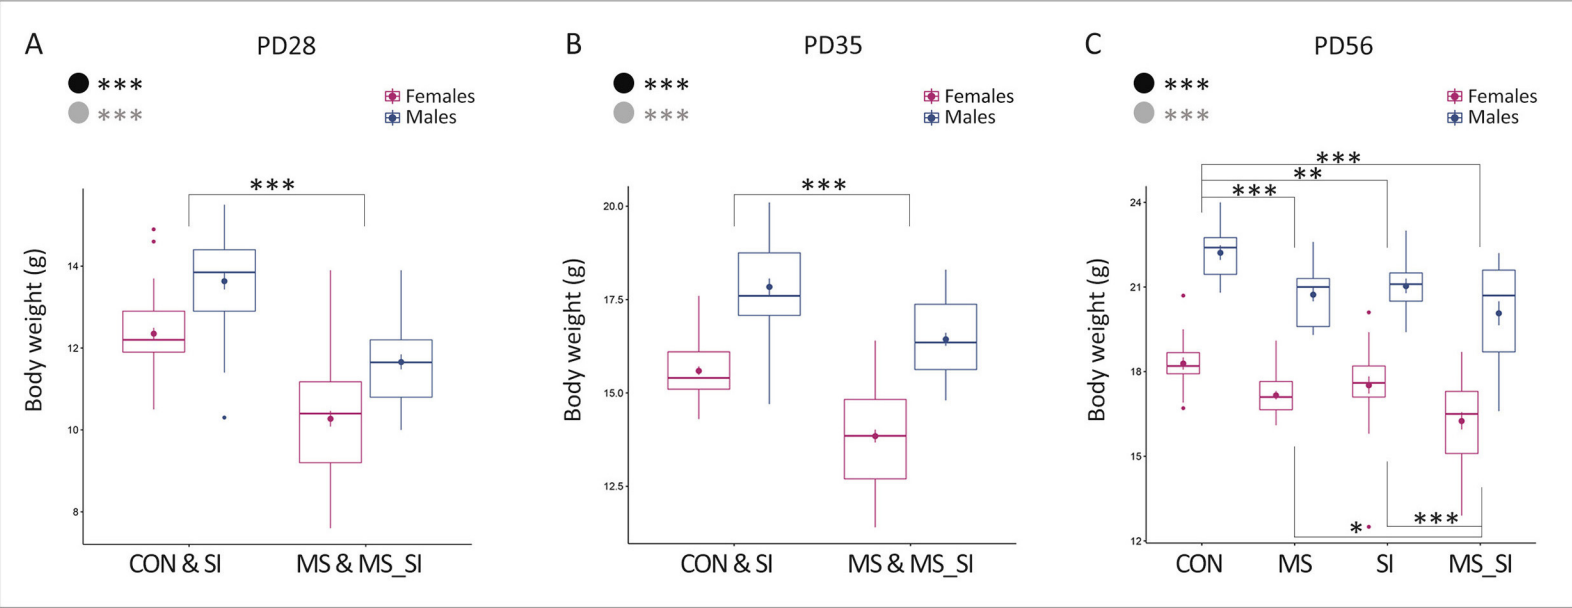 A
PD28
***
***
Females
Males
***
Body weight (g)
14
12
10
8
CON & SI
MS & MS_SI
B
PD35
***
***
Females
Males
***
Body weight (g)
20.0
17.5
15.0
12.5
CON & SI
MS & MS_SI
C
PD56
***
***
Females
Males
***
**
***
Body weight (g)
24
21
18
15
12
*
***
CON
MS
SI
MS_SI